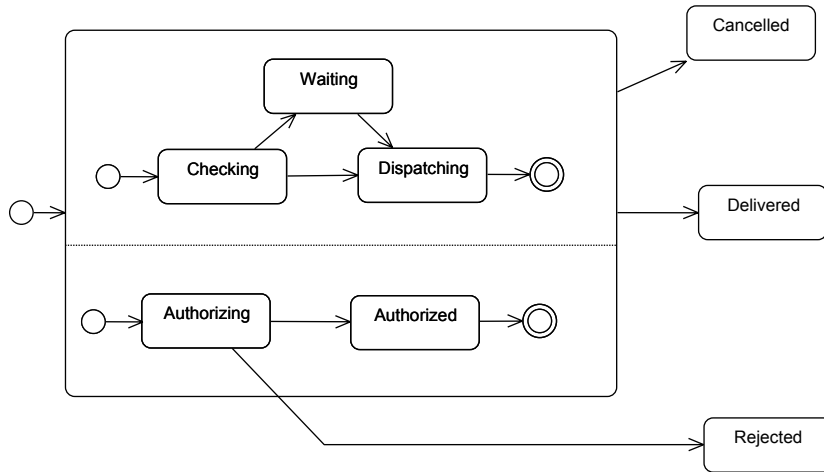 Cancelled
Waiting
Checking
Dispatching
Delivered
Authorizing
Authorized
Rejected